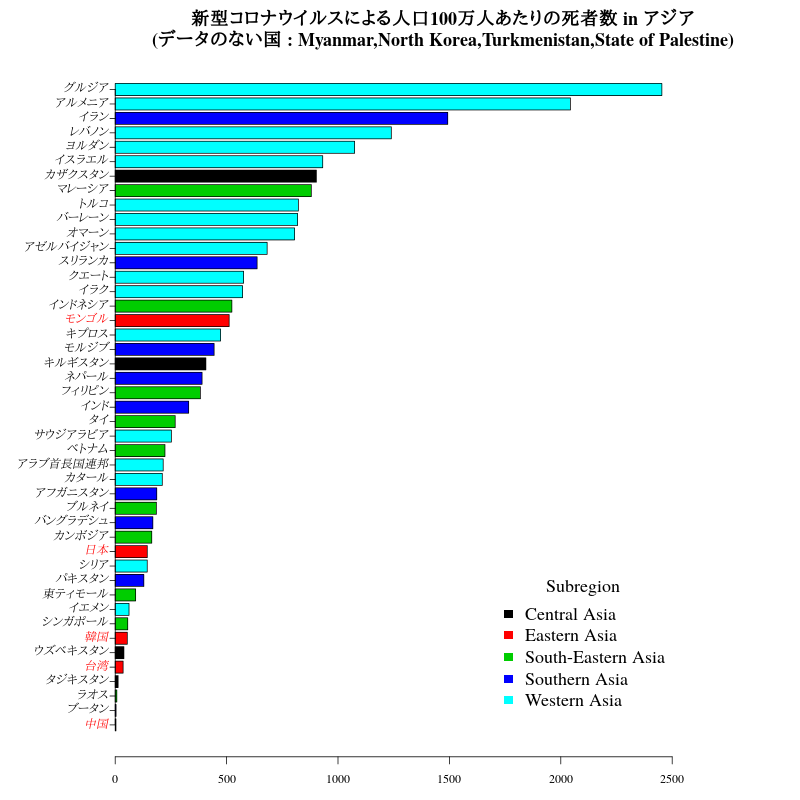 新型コロナウイルスによる人口100万人あたりの死者数 in アジア
(データのない国 : Myanmar,North Korea,Turkmenistan,State of Palestine)
グルジア
アルメニア
イラン
レバノン
ヨルダン
イスラエル
カザクスタン
マレーシア
トルコ
バーレーン
オマーン
アゼルバイジャン
スリランカ
クエート
イラク
インドネシア
モンゴル
キプロス
モルジブ
キルギスタン
ネパール
フィリピン
インド
タイ
サウジアラビア
ベトナム
アラブ首長国連邦
カタール
アフガニスタン
ブルネイ
バングラデシュ
カンボジア
日本
シリア
パキスタン
東ティモール
イエメン
シンガポール
韓国
ウズベキスタン
台湾
タジキスタン
ラオス
ブータン
中国
Subregion
Central Asia
Eastern Asia
South-Eastern Asia
Southern Asia
Western Asia
0 500 1000 1500 2000 2500